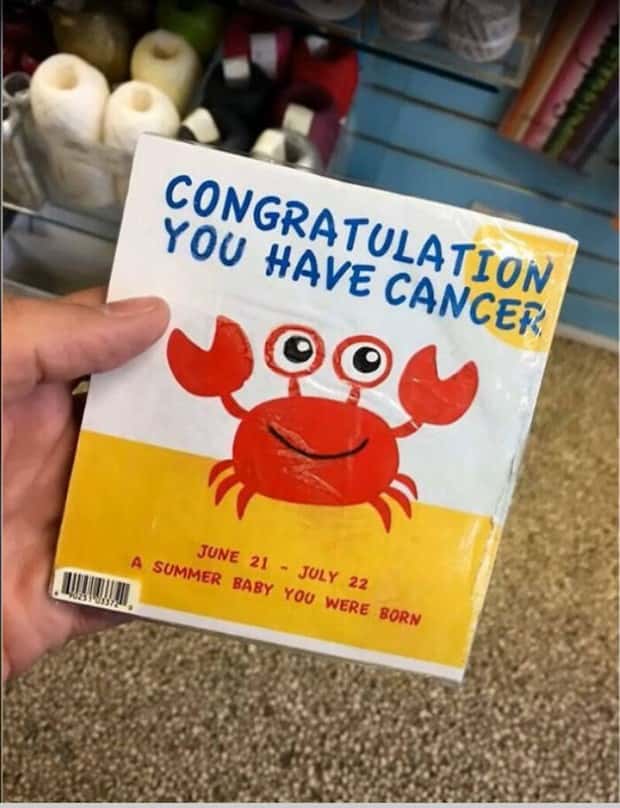 CONGRATULATION
YOU HAVE CANCER
JUNE 21 - JULY 22
A SUMMER BABY YOU WERE BORN